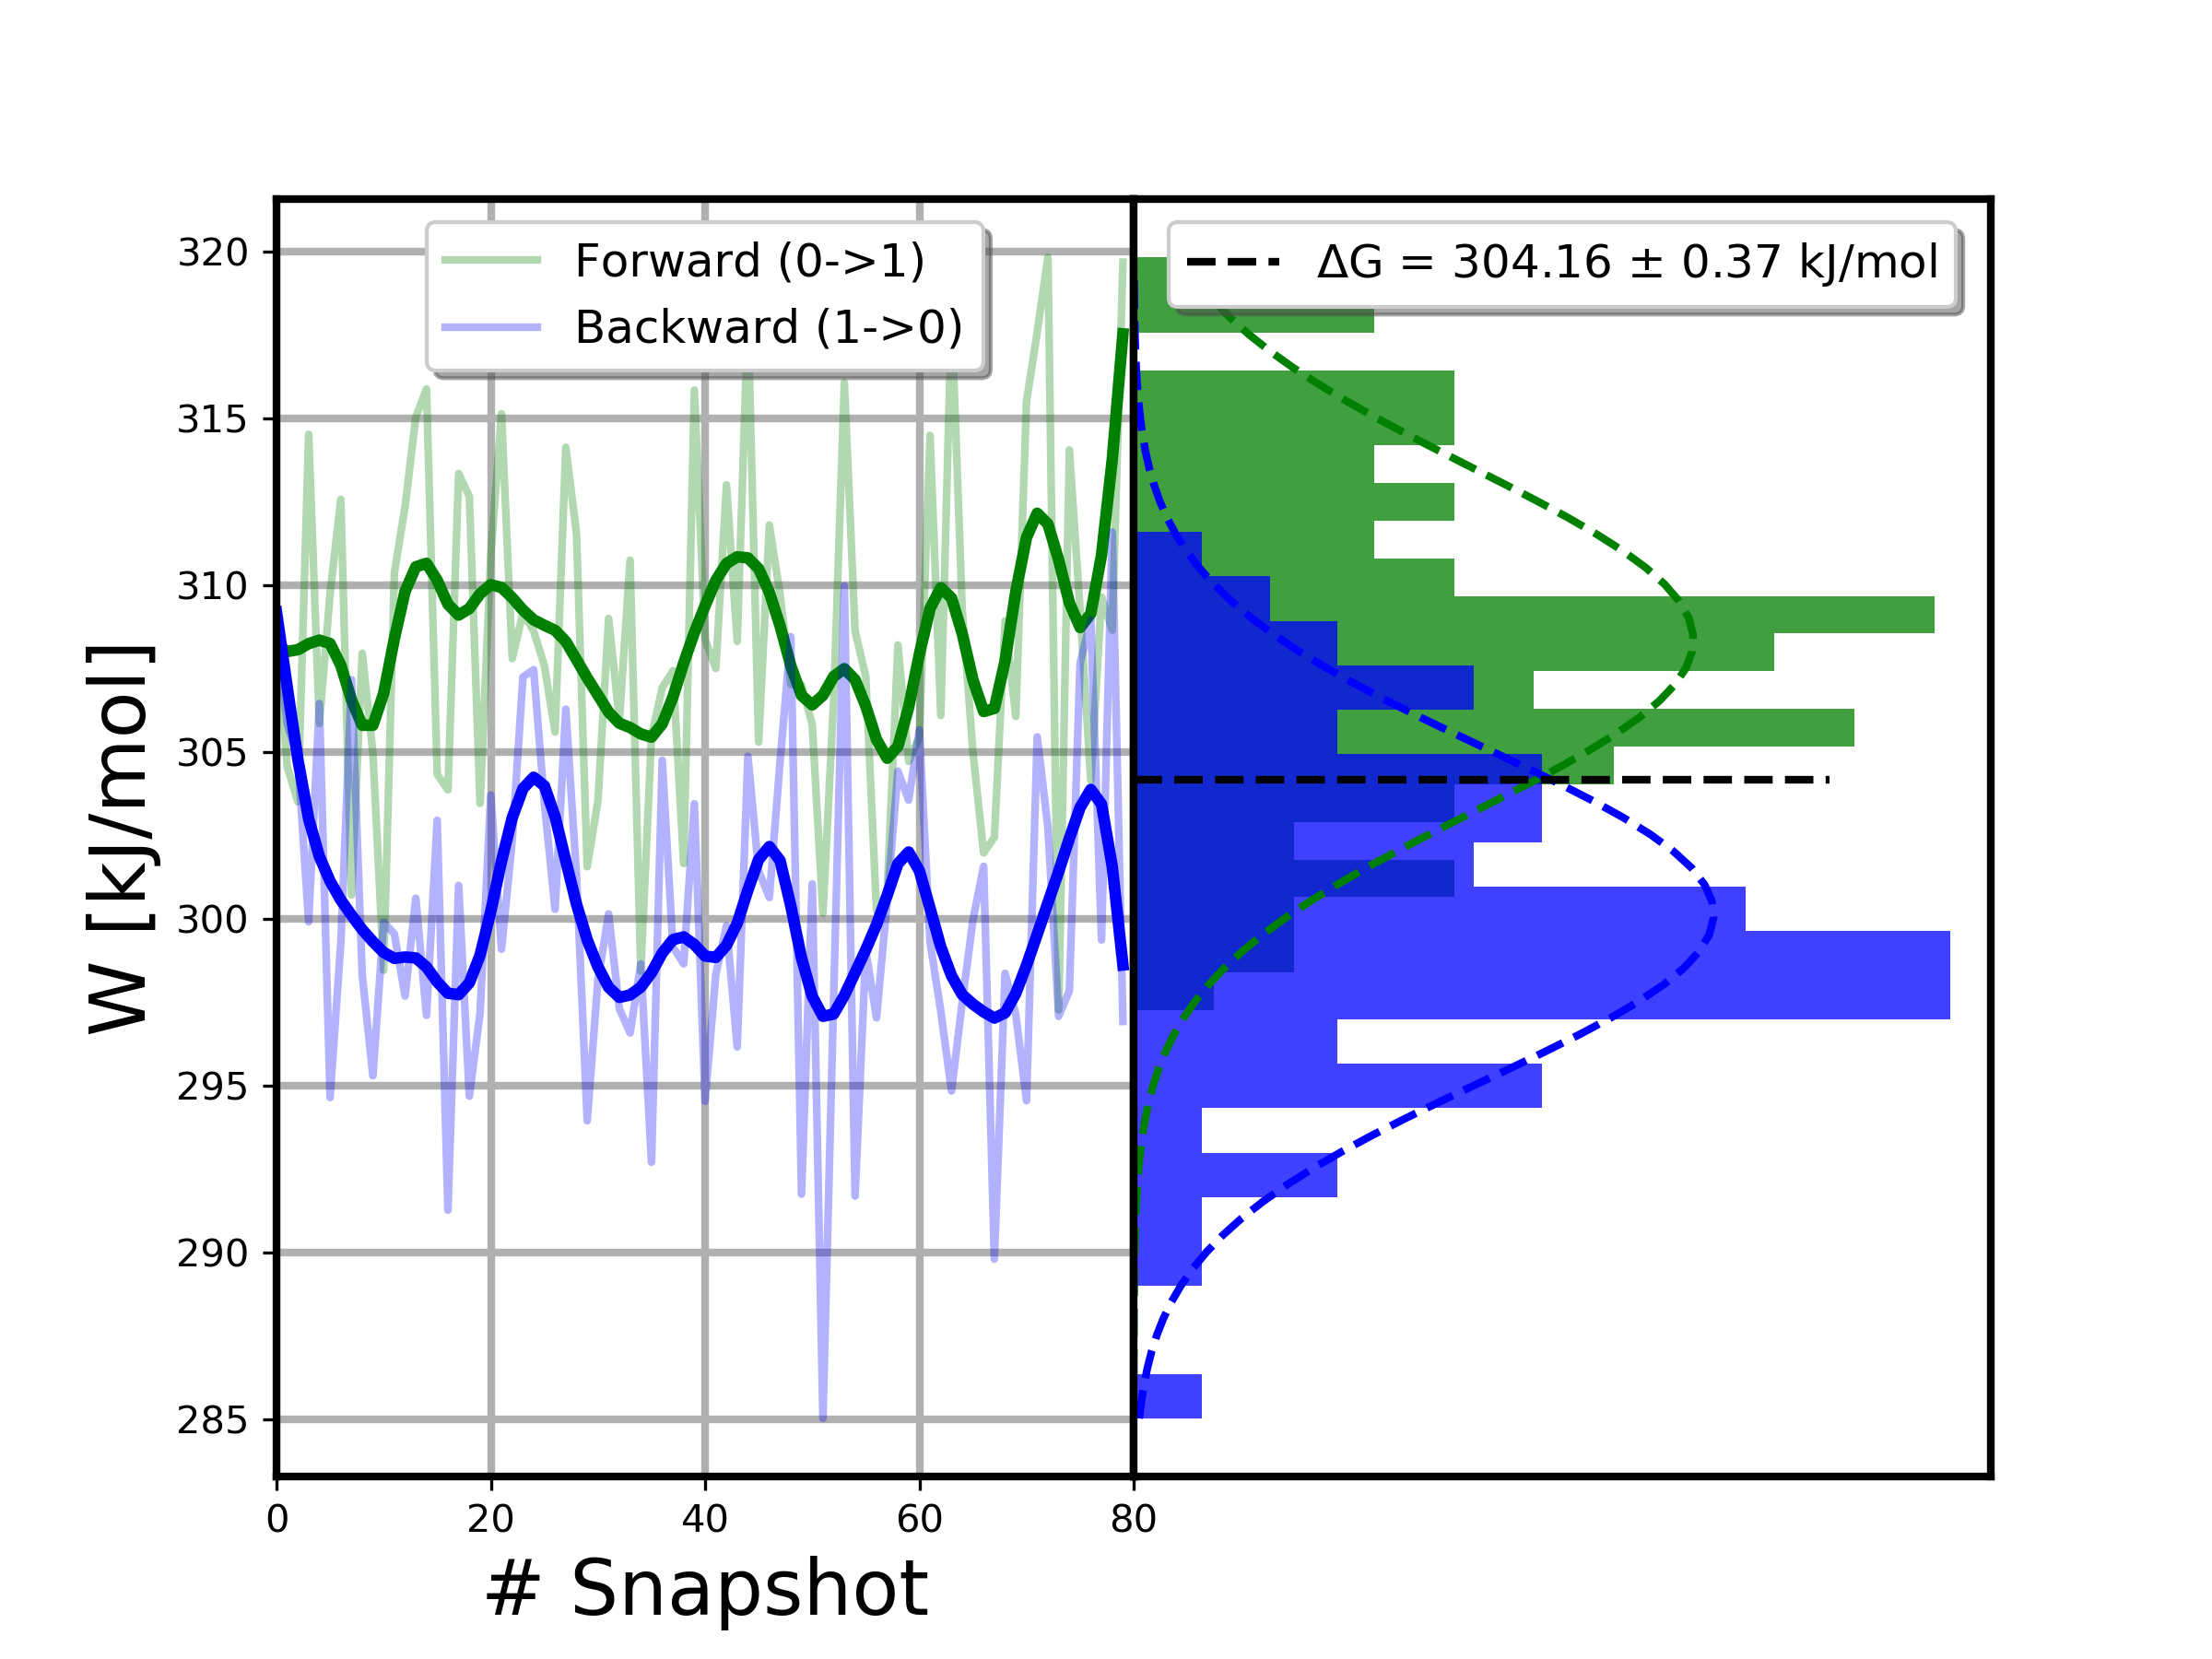 Forward (0->1)
Backward (1->0)
ΔG = 304.16 ± 0.37 kJ/mol
W [kJ/mol]
320
315
310
305
300
295
290
285
0 20 40 60 80
# Snapshot